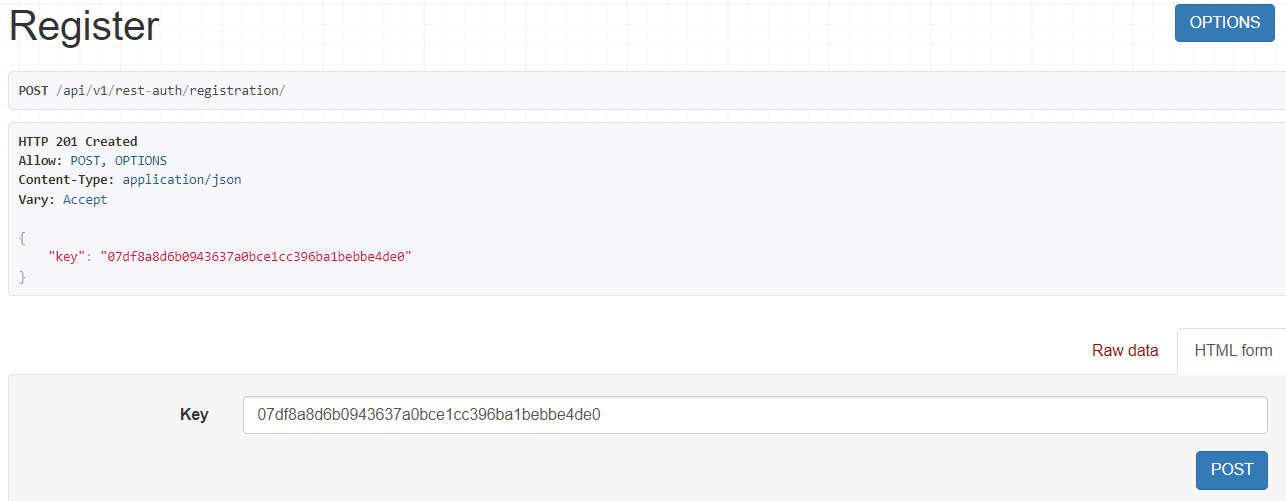 Register
OPTIONS
POST /api/v1/rest-auth/registration/
HTTP 201 Created
Allow: POST, OPTIONS
Content-Type: application/json
Vary: Accept
{
"key": "07df8a8d6b0943637a0bce1cc396ba1bebbe4de0"
}
Raw data
HTML form
Key
07df8a8d6b0943637a0bce1cc396ba1bebbe4de0
POST